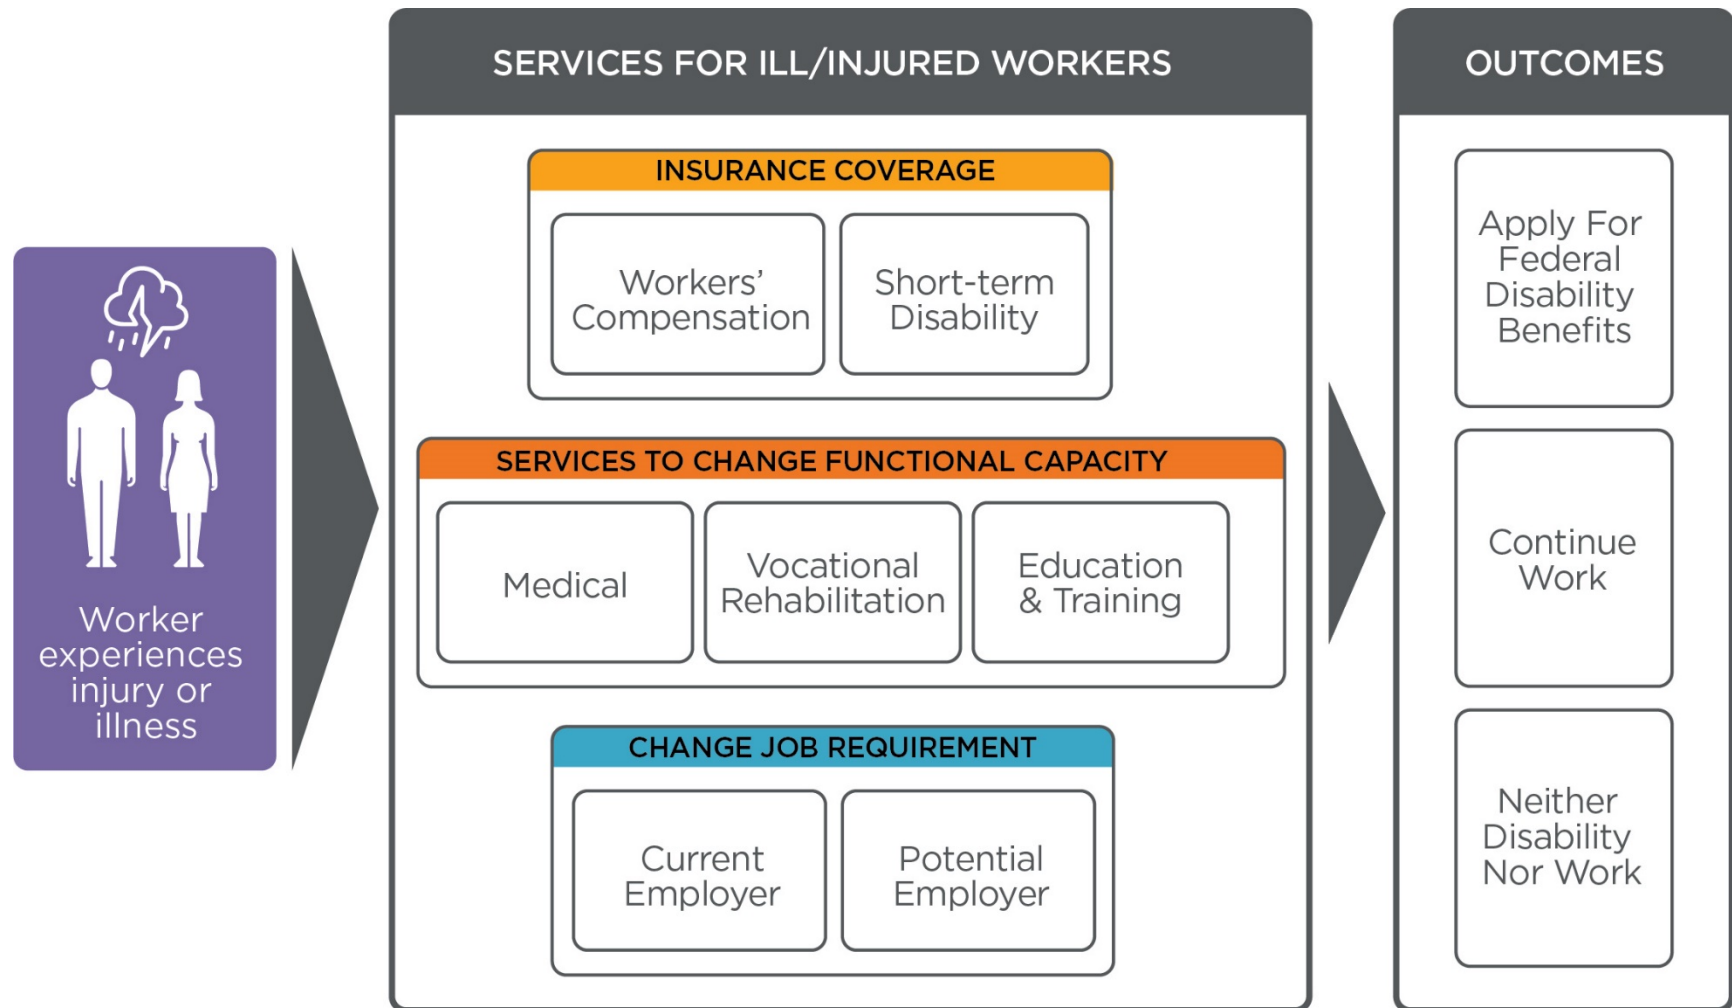 Worker
experiences
injury or
illness
SERVICES FOR ILL/INJURED WORKERS
INSURANCE COVERAGE
Workers’
Compensation
Short-term
Disability
SERVICES TO CHANGE FUNCTIONAL CAPACITY
Medical
Vocational
Rehabilitation
Education
& Training
CHANGE JOB REQUIREMENT
Current
Employer
Potential
Employer
OUTCOMES
Apply For
Federal
Disability
Benefits
Continue
Work
Neither
Disability
Nor Work